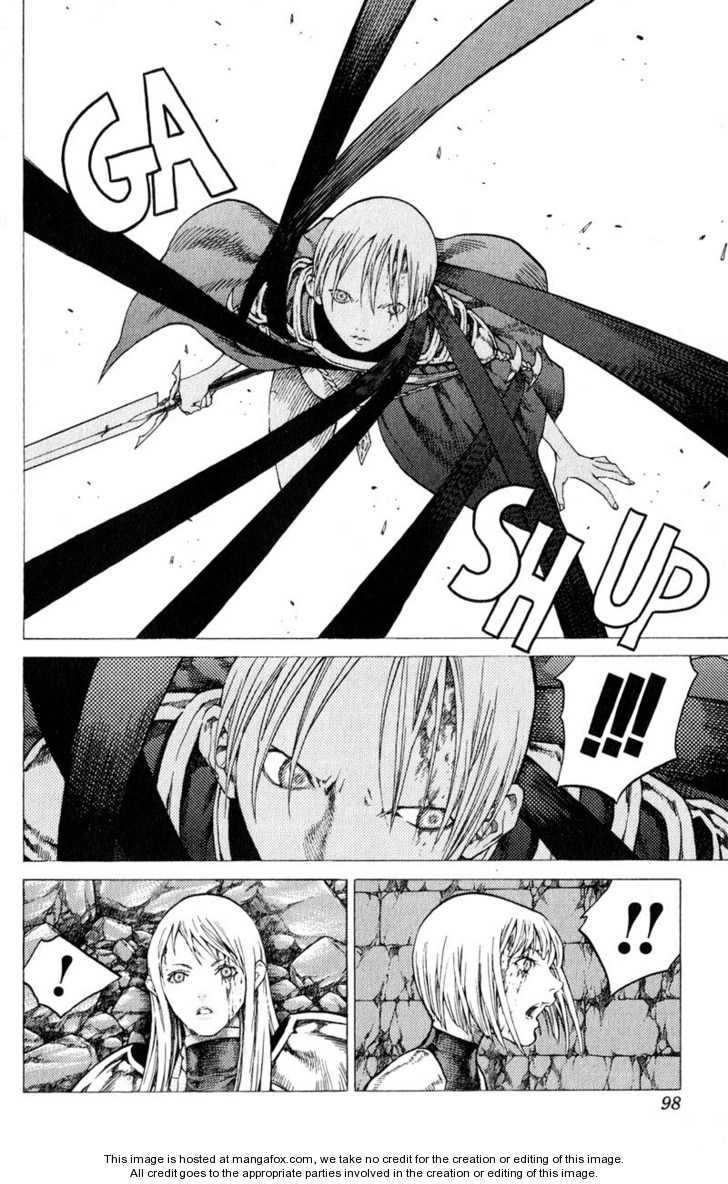 GA
SH UP
!!!
!
!!
98
This image is hosted at mangafox.com, we take no credit for the creation or editing of this image.
All credit goes to the appropriate parties involved in the creation or editing of this image.